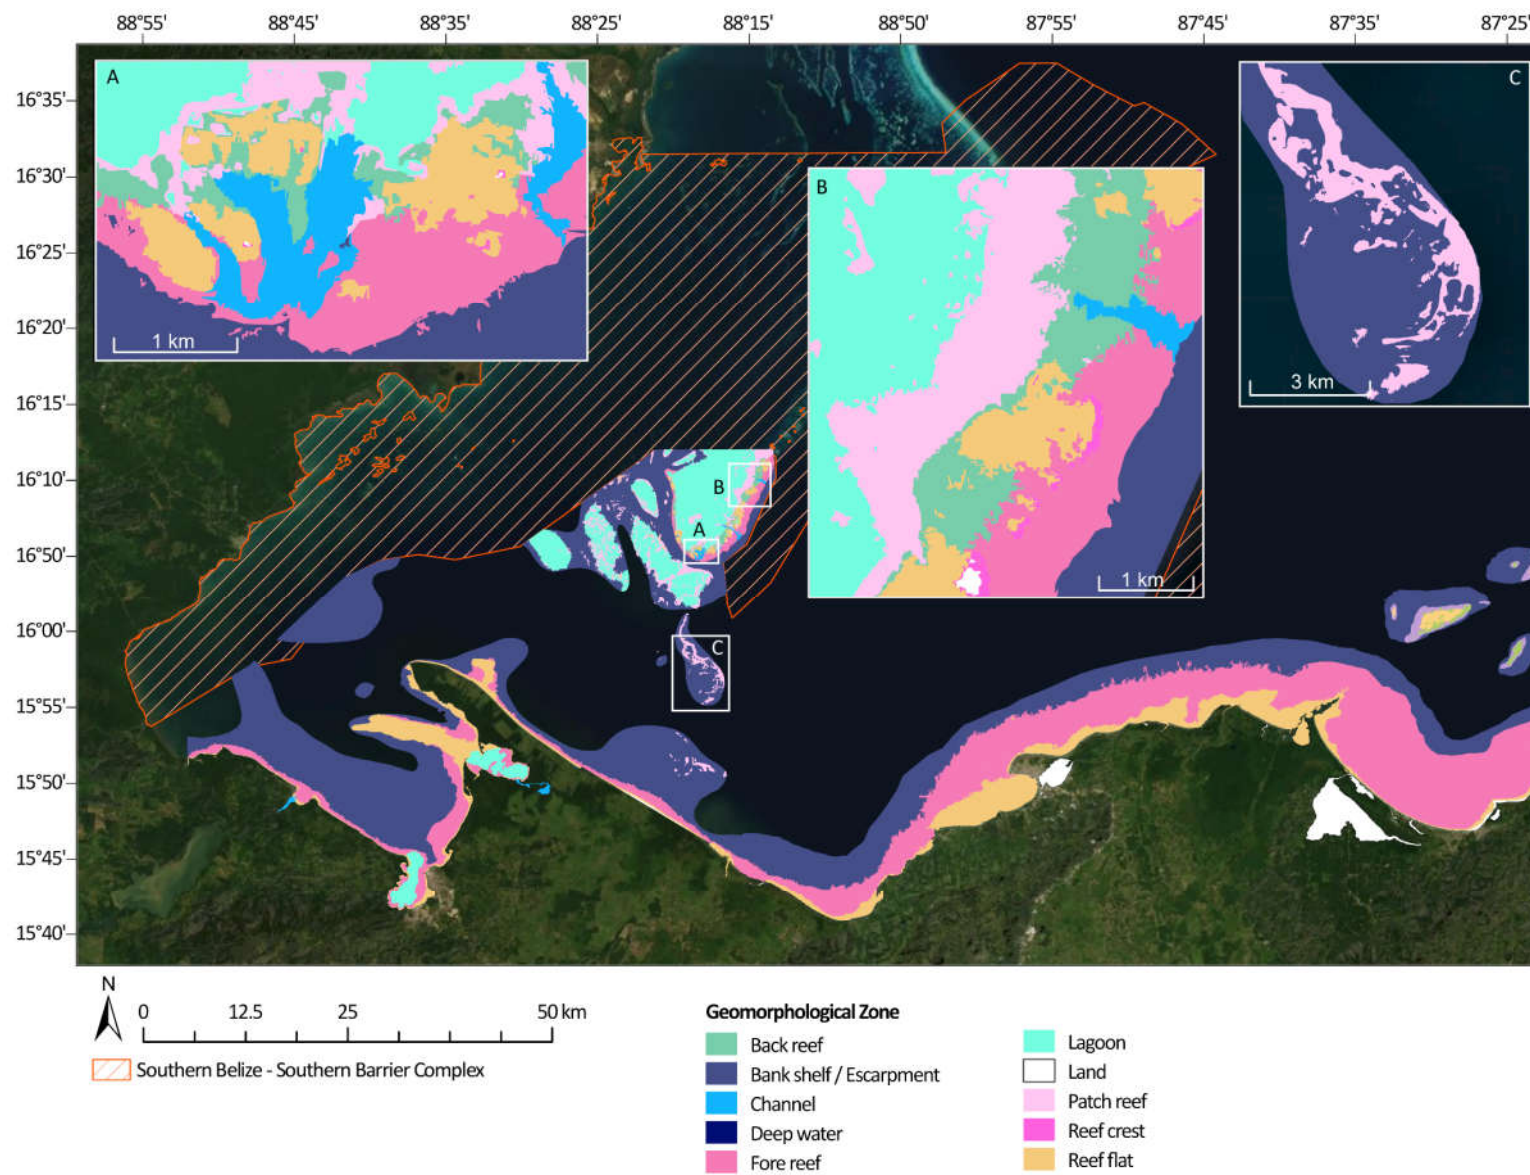 88°55' 88°45' 88°35' 88°25' 88°15' 88°50' 87°55' 87°45' 87°35' 87°25'
16°35'
16°30'
16°25'
16°20'
16°15'
16°10'
16°50'
16°00'
15°55'
15°50'
15°45'
15°40'
A
1 km
B
1 km
C
3 km
B
A
C
N
0 12.5 25 50 km
Southern Belize - Southern Barrier Complex
Geomorphological Zone
Back reef
Bank shelf / Escarpment
Channel
Deep water
Fore reef
Lagoon
Land
Patch reef
Reef crest
Reef flat